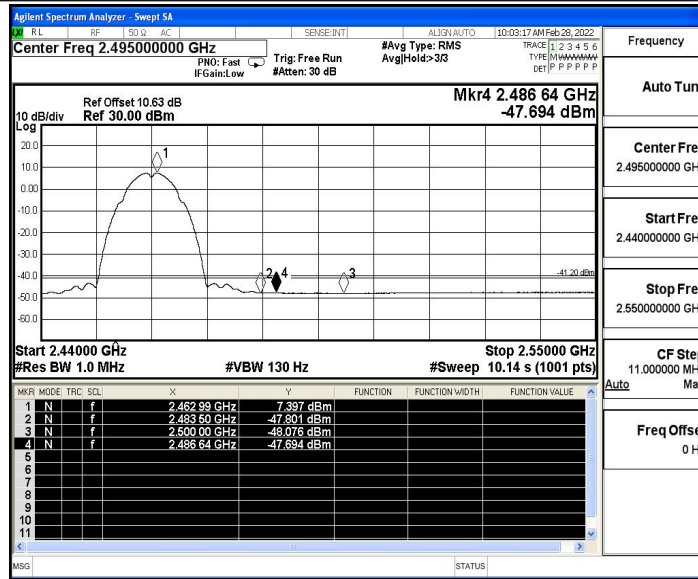 Agilent Spectrum Analyzer - Swept SA
RL RF 50 Ω AC SENSE:INT ALIGN AUTO 10:03:17 AM Feb 28, 2022
Center Freq 2.495000000 GHz
PNO: Fast
IFGain:Low
Trig: Free Run
#Atten: 30 dB
#Avg Type: RMS
Avg|Hold:>3/3
TRACE 1 2 3 4 5 6
TYPE M
DET P P P P P P
Ref Offset 10.63 dB
10 dB/div Ref 30.00 dBm
Log
Mkr4 2.486 64 GHz
-47.694 dBm
20.0
10.0
0.00
-10.0
-20.0
-30.0
-40.0
-50.0
-60.0
1
2
4
3
-41.20 dBm
Start 2.44000 GHz Stop 2.55000 GHz
#Res BW 1.0 MHz #VBW 130 Hz #Sweep 10.14 s (1001 pts)
MKR MODE TRC SCL X Y FUNCTION FUNCTION WIDTH FUNCTION VALUE
1 N f 2.462 99 GHz 7.397 dBm
2 N f 2.483 50 GHz -47.801 dBm
3 N f 2.500 00 GHz -48.076 dBm
4 N f 2.486 64 GHz -47.694 dBm
5
6
7
8
9
10
11
MSG STATUS
Frequency
Auto Tun
Center Fre
2.495000000 GH
Start Fre
2.440000000 GH
Stop Fre
2.550000000 GH
CF Step
11.000000 MH
Auto Ma
Freq Offse
0 H